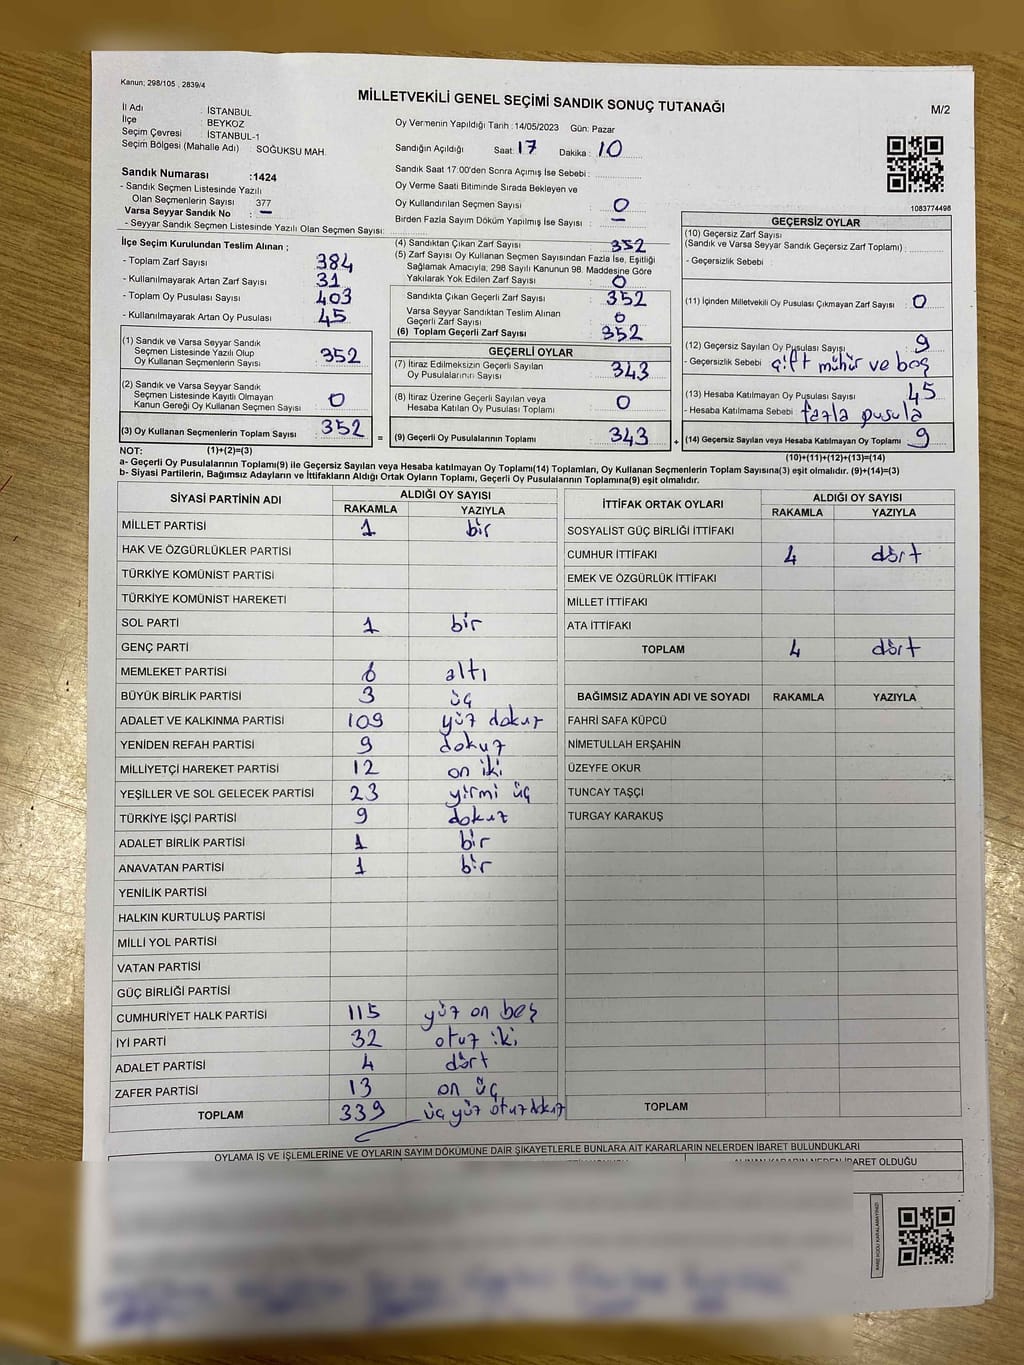 Kanun; 298/105 , 2839/4
MİLLETVEKİLİ GENEL SEÇİMİ SANDIK SONUÇ TUTANAĞI
M/2
İl Adı : İSTANBUL
İlçe : BEYKOZ
Seçim Çevresi : İSTANBUL-1
Seçim Bölgesi (Mahalle Adı) : SOĞUKSU MAH.
Oy Vermenin Yapıldığı Tarih : 14/05/2023 Gün: Pazar
Sandığın Açıldığı Saat: 17 Dakika : 10
Sandık Saat 17:00'den Sonra Açılmış İse Sebebi :
Oy Verme Saati Bitiminde Sırada Bekleyen ve
Oy Kullandırılan Seçmen Sayısı : 0
Birden Fazla Sayım Döküm Yapılmış İse Sayısı : –
1083774498
Sandık Numarası :1424
- Sandık Seçmen Listesinde Yazılı
Olan Seçmenlerin Sayısı 377
Varsa Seyyar Sandık No : –
- Seyyar Sandık Seçmen Listesinde Yazılı Olan Seçmen Sayısı:
İlçe Seçim Kurulundan Teslim Alınan ;
- Toplam Zarf Sayısı : 384
- Kullanılmayarak Artan Zarf Sayısı : 31
- Toplam Oy Pusulası Sayısı : 403
- Kullanılmayarak Artan Oy Pusulası : 45
(4) Sandıktan Çıkan Zarf Sayısı : 352
(5) Zarf Sayısı Oy Kullanan Seçmen Sayısından Fazla İse, Eşitliği
Sağlamak Amacıyla; 298 Sayılı Kanunun 98. Maddesine Göre
Yakılarak Yok Edilen Zarf Sayısı : 0
Sandıkta Çıkan Geçerli Zarf Sayısı : 352
Varsa Seyyar Sandıktan Teslim Alınan
Geçerli Zarf Sayısı : 0
(6) Toplam Geçerli Zarf Sayısı : 352
GEÇERSİZ OYLAR
(10) Geçersiz Zarf Sayısı
(Sandık ve Varsa Seyyar Sandık Geçersiz Zarf Toplamı) :
- Geçersizlik Sebebi :
(11) İçinden Milletvekili Oy Pusulası Çıkmayan Zarf Sayısı : 0
(12) Geçersiz Sayılan Oy Pusulası Sayısı : 9
- Geçersizlik Sebebi : çift mühür ve boş
(13) Hesaba Katılmayan Oy Pusulası Sayısı : 45
- Hesaba Katılmama Sebebi : fazla pusula
(14) Geçersiz Sayılan veya Hesaba Katılmayan Oy Toplamı : 9
(10)+(11)+(12)+(13)=(14)
(1) Sandık ve Varsa Seyyar Sandık
Seçmen Listesinde Yazılı Olup
Oy Kullanan Seçmenlerin Sayısı : 352
(2) Sandık ve Varsa Seyyar Sandık
Seçmen Listesinde Kayıtlı Olmayan
Kanun Gereği Oy Kullanan Seçmen Sayısı : 0
(3) Oy Kullanan Seçmenlerin Toplam Sayısı : 352
GEÇERLİ OYLAR
(7) İtiraz Edilmeksizin Geçerli Sayılan
Oy Pusulalarının Sayısı : 343
(8) İtiraz Üzerine Geçerli Sayılan veya
Hesaba Katılan Oy Pusulaları Toplamı : 0
= (9) Geçerli Oy Pusulalarının Toplamı : 343 +
NOT: (1)+(2)=(3)
a- Geçerli Oy Pusulalarının Toplamı(9) ile Geçersiz Sayılan veya Hesaba katılmayan Oy Toplamı(14) Toplamları, Oy Kullanan Seçmenlerin Toplam Sayısına(3) eşit olmalıdır. (9)+(14)=(3)
b- Siyasi Partilerin, Bağımsız Adayların ve İttifakların Aldığı Ortak Oyların Toplamı, Geçerli Oy Pusulalarının Toplamına(9) eşit olmalıdır.
SİYASİ PARTİNİN ADI ALDIĞI OY SAYISI
RAKAMLA YAZIYLA
MİLLET PARTİSİ 1 bir
HAK VE ÖZGÜRLÜKLER PARTİSİ
TÜRKİYE KOMÜNİST PARTİSİ
TÜRKİYE KOMÜNİST HAREKETİ
SOL PARTİ 1 bir
GENÇ PARTİ
MEMLEKET PARTİSİ 6 altı
BÜYÜK BİRLİK PARTİSİ 3 üç
ADALET VE KALKINMA PARTİSİ 109 yüz dokuz
YENİDEN REFAH PARTİSİ 9 dokuz
MİLLİYETÇİ HAREKET PARTİSİ 12 on iki
YEŞİLLER VE SOL GELECEK PARTİSİ 23 yirmi üç
TÜRKİYE İŞÇİ PARTİSİ 9 dokuz
ADALET BİRLİK PARTİSİ 1 bir
ANAVATAN PARTİSİ 1 bir
YENİLİK PARTİSİ
HALKIN KURTULUŞ PARTİSİ
MİLLİ YOL PARTİSİ
VATAN PARTİSİ
GÜÇ BİRLİĞİ PARTİSİ
CUMHURİYET HALK PARTİSİ 115 yüz on beş
İYİ PARTİ 32 otuz iki
ADALET PARTİSİ 4 dört
ZAFER PARTİSİ 13 on üç
TOPLAM 339 üç yüz otuz dokuz
İTTİFAK ORTAK OYLARI ALDIĞI OY SAYISI
RAKAMLA YAZIYLA
SOSYALİST GÜÇ BİRLİĞİ İTTİFAKI
CUMHUR İTTİFAKI 4 dört
EMEK VE ÖZGÜRLÜK İTTİFAKI
MİLLET İTTİFAKI
ATA İTTİFAKI
TOPLAM 4 dört
BAĞIMSIZ ADAYIN ADI VE SOYADI RAKAMLA YAZIYLA
FAHRİ SAFA KÜPCÜ
NİMETULLAH ERŞAHİN
ÜZEYFE OKUR
TUNCAY TAŞÇI
TURGAY KARAKUŞ
TOPLAM
OYLAMA İŞ VE İŞLEMLERİNE VE OYLARIN SAYIM DÖKÜMÜNE DAİR ŞİKAYETLERLE BUNLARA AİT KARARLARIN NELERDEN İBARET BULUNDUKLARI
ALINAN KARARIN NEDEN İBARET OLDUĞU
KARE KODU KARALAMAYINIZ!